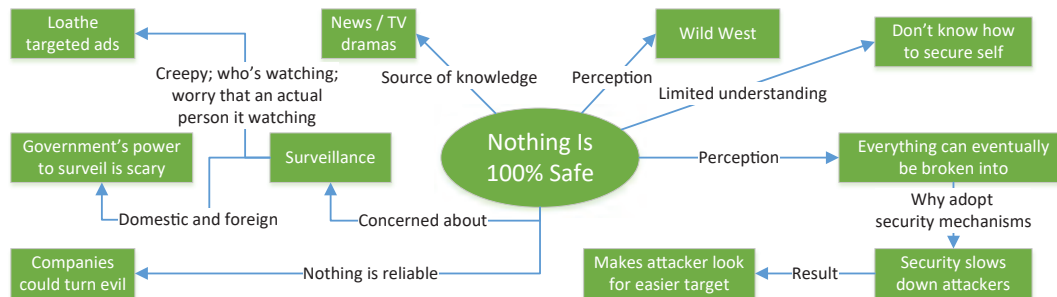 Loathe
targeted ads
News / TV
dramas
Wild West
Don't know how
to secure self
Creepy; who's watching;
worry that an actual
person it watching
Source of knowledge
Perception
Limited understanding
Government's power
to surveil is scary
Surveillance
Nothing Is
100% Safe
Perception
Everything can eventually
be broken into
Domestic and foreign
Concerned about
Why adopt
security mechanisms
Companies
could turn evil
Nothing is reliable
Makes attacker look
for easier target
Result
Security slows
down attackers